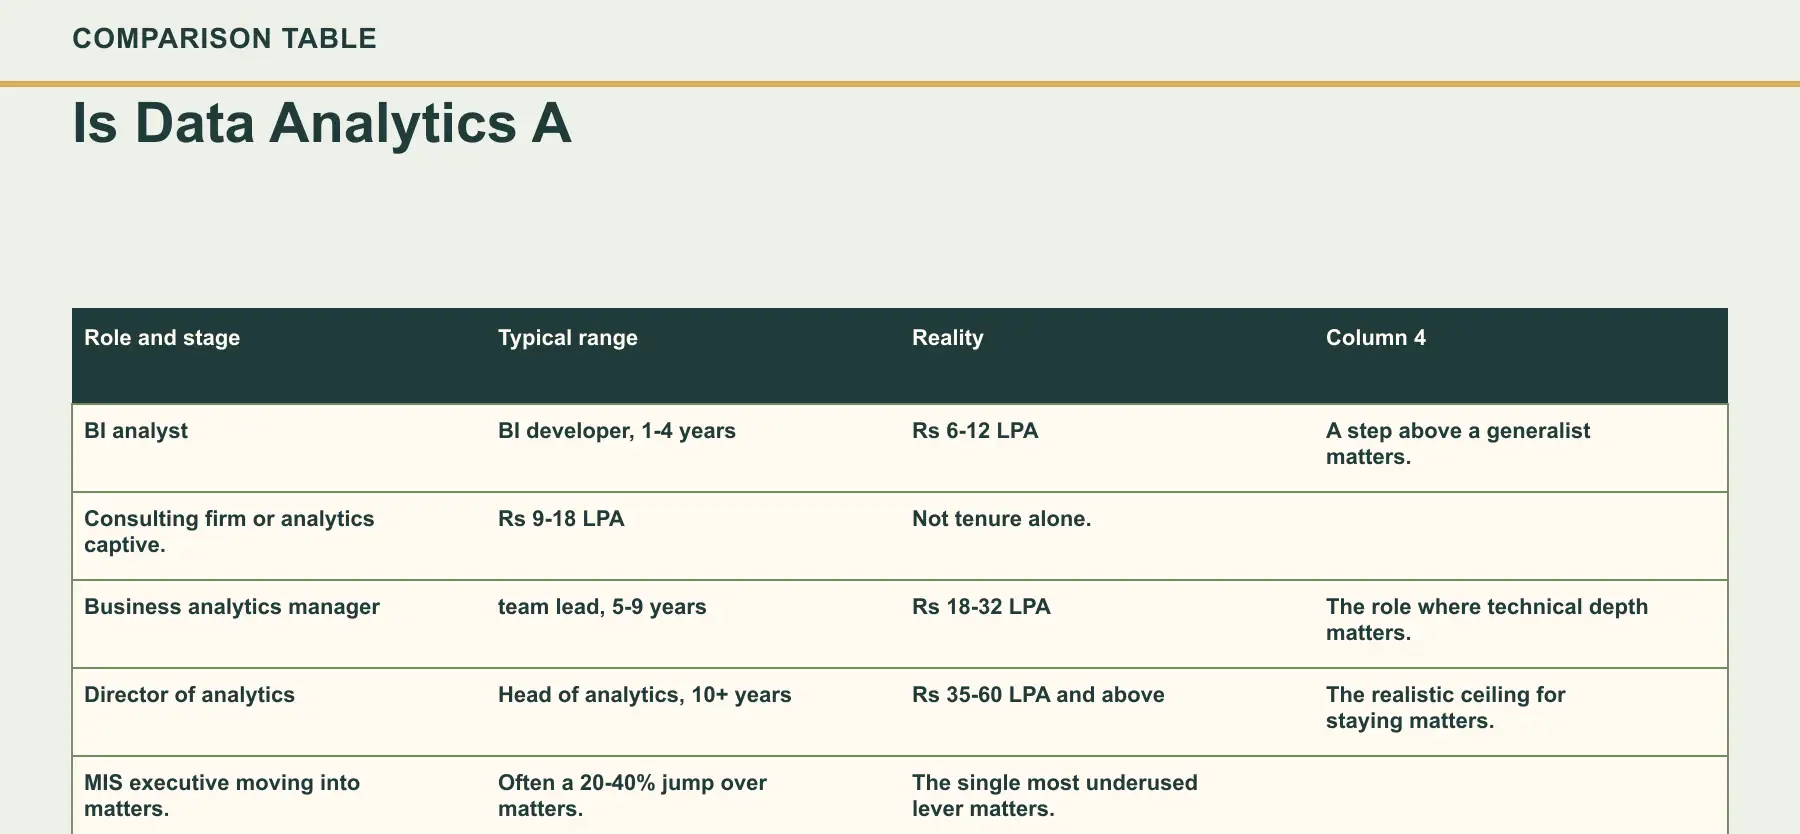 COMPARISON TABLE
Is Data Analytics A
Role and stage Typical range Reality Column 4
BI analyst BI developer, 1-4 years Rs 6-12 LPA A step above a generalist
matters.
Consulting firm or analytics Rs 9-18 LPA Not tenure alone.
captive.
Business analytics manager team lead, 5-9 years Rs 18-32 LPA The role where technical depth
matters.
Director of analytics Head of analytics, 10+ years Rs 35-60 LPA and above The realistic ceiling for
staying matters.
MIS executive moving into Often a 20-40% jump over The single most underused
matters. matters. lever matters.